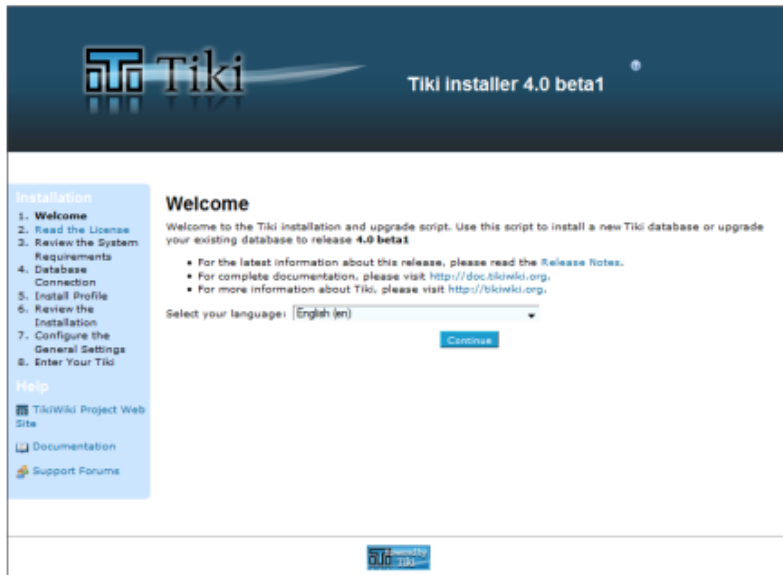 Tiki
Tiki installer 4.0 beta1
Installation
1. Welcome
2. Read the License
3. Review the System
Requirements
4. Database
Connection
5. Install Profile
6. Review the
Installation
7. Configure the
General Settings
8. Enter Your Tiki
Help
TikiWiki Project Web
Site
Documentation
Support Forums
Welcome
Welcome to the Tiki installation and upgrade script. Use this script to install a new Tiki database or upgrade
your existing database to release 4.0 beta1
• For the latest information about this release, please read the Release Notes.
• For complete documentation, please visit http://doc.tikiwiki.org.
• For more information about Tiki, please visit http://tikiwiki.org.
Select your language: English (en)
Continue
Powered by
Tiki